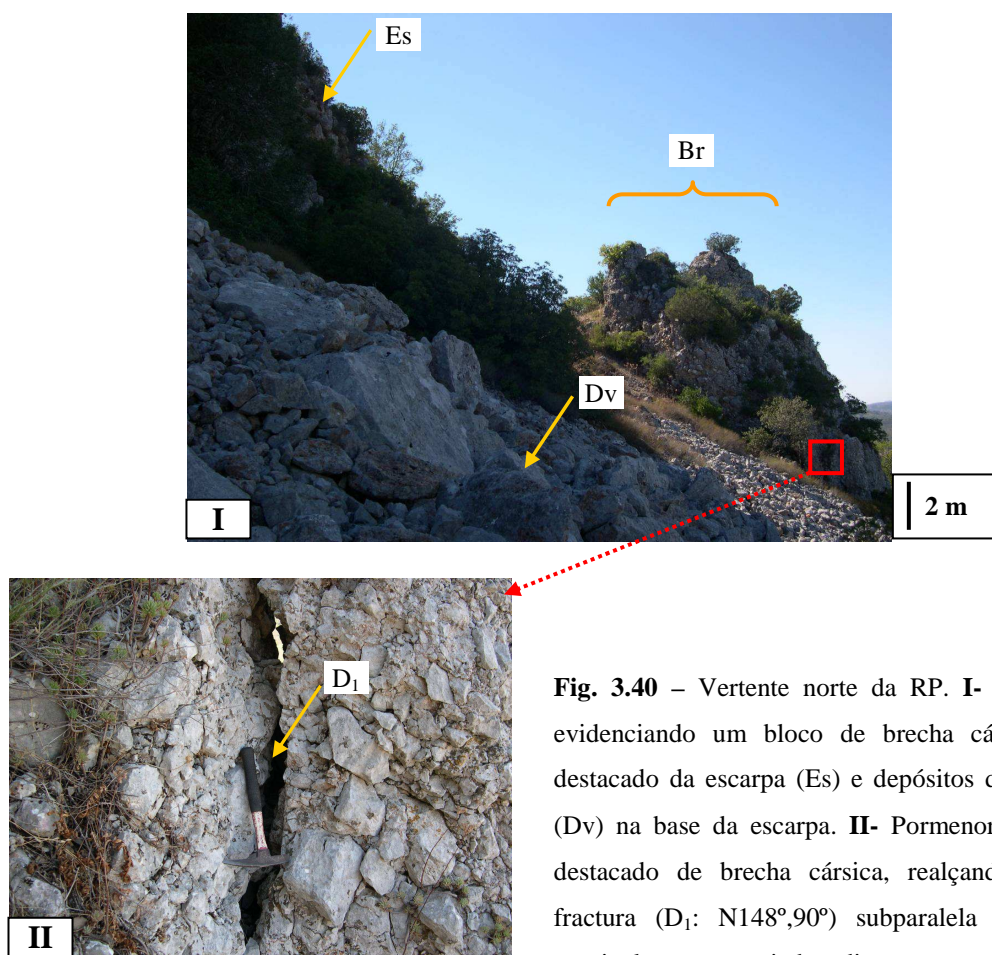 Es
Br
Dv
I
2 m
D₁
II
Fig. 3.40 – Vertente norte da RP. I-
evidenciando um bloco de brecha
destacado da escarpa (Es) e depósitos
(Dv) na base da escarpa. II- Pormenor
destacado de brecha cársica,
fractura (D₁: N148º,90º) subparalela